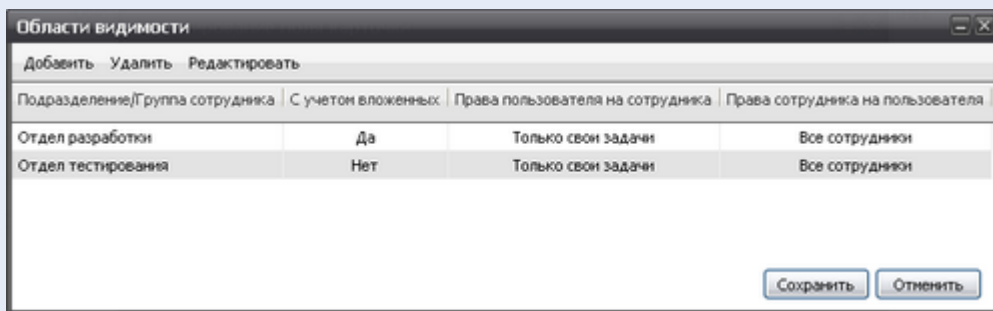 Области видимости
Добавить Удалить Редактировать
Подразделение/Группа сотрудника С учетом вложенных Права пользователя на сотрудника Права сотрудника на пользователя
Отдел разработки Да Только свои задачи Все сотрудники
Отдел тестирования Нет Только свои задачи Все сотрудники
Сохранить Отменить